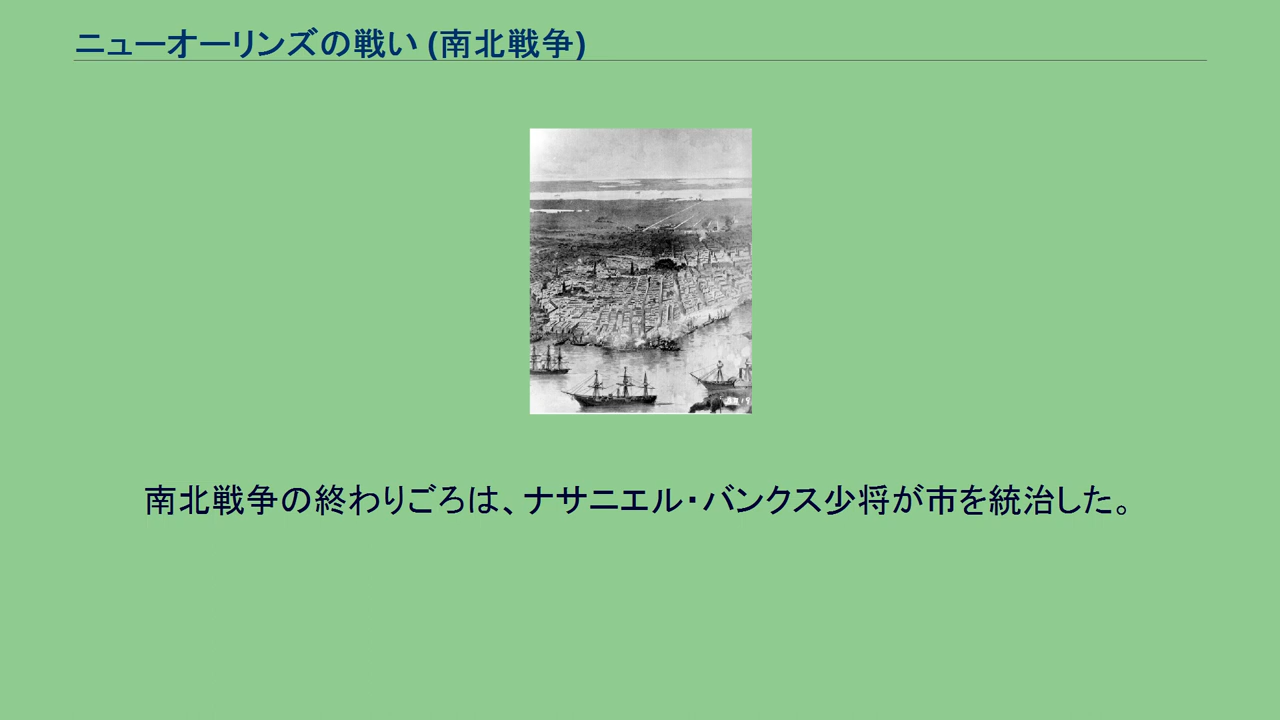 ニューオーリンズの戦い (南北戦争)
南北戦争の終わりごろは、ナサニエル・バンクス少将が市を統治した。